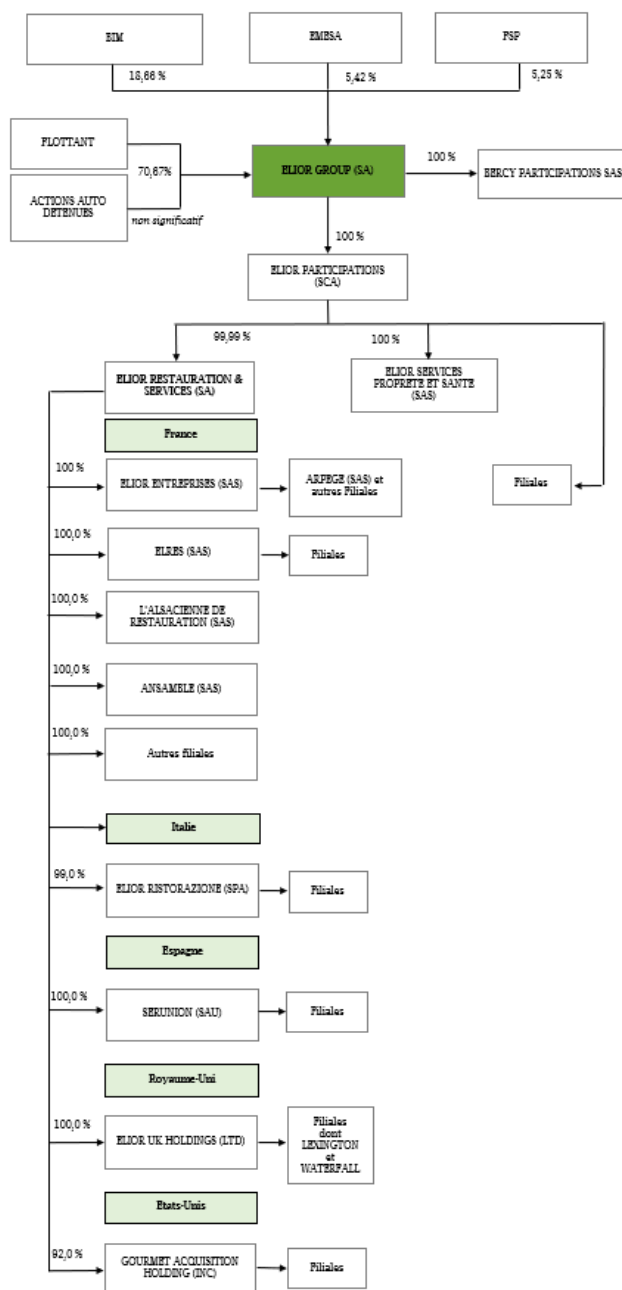 BIM
EMESA
PSP
18,66 %
5,42 %
5,25 %
FLOTTANT
70,67%
ACTIONS AUTO
DETENUES
non significatif
ELIOR GROUP (SA)
100 %
BERCY PARTICIPATIONS SAS
100 %
ELIOR PARTICIPATIONS
(SCA)
99,99 %
100 %
ELIOR RESTAURATION &
SERVICES (SA)
ELIOR SERVICES
PROPRETE ET SANTE
(SAS)
France
100 %
ELIOR ENTREPRISES (SAS)
ARPEGE (SAS) et
autres Filiales
Filiales
100,0 %
ELRES (SAS)
Filiales
100,0 %
L'ALSACIENNE DE
RESTAURATION (SAS)
100,0 %
ANSAMBLE (SAS)
100,0 %
Autres filiales
Italie
99,0 %
ELIOR RISTORAZIONE (SPA)
Filiales
Espagne
100,0 %
SERUNION (SAU)
Filiales
Royaume-Uni
100,0 %
ELIOR UK HOLDINGS (LTD)
Filiales
dont
LEXINGTON
et
WATERFALL
Etats-Unis
92,0 %
GOURMET ACQUISITION
HOLDING (INC)
Filiales